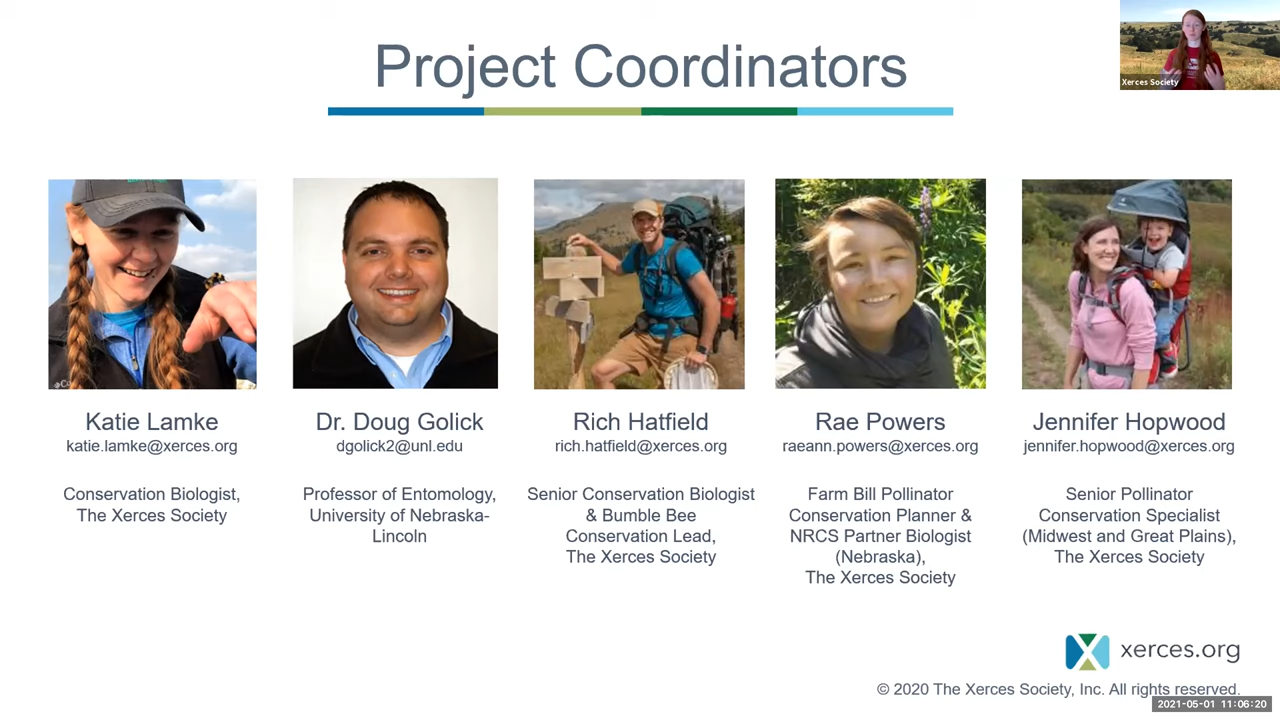 Project Coordinators
Xerces Society
Katie Lamke
katie.lamke@xerces.org
Conservation Biologist,
The Xerces Society
Dr. Doug Golick
dgolick2@unl.edu
Professor of Entomology,
University of Nebraska-
Lincoln
Rich Hatfield
rich.hatfield@xerces.org
Senior Conservation Biologist
& Bumble Bee
Conservation Lead,
The Xerces Society
Rae Powers
raeann.powers@xerces.org
Farm Bill Pollinator
Conservation Planner &
NRCS Partner Biologist
(Nebraska),
The Xerces Society
Jennifer Hopwood
jennifer.hopwood@xerces.org
Senior Pollinator
Conservation Specialist
(Midwest and Great Plains),
The Xerces Society
xerces.org
© 2020 The Xerces Society, Inc. All rights reserved.
2021-05-01 11:06:20